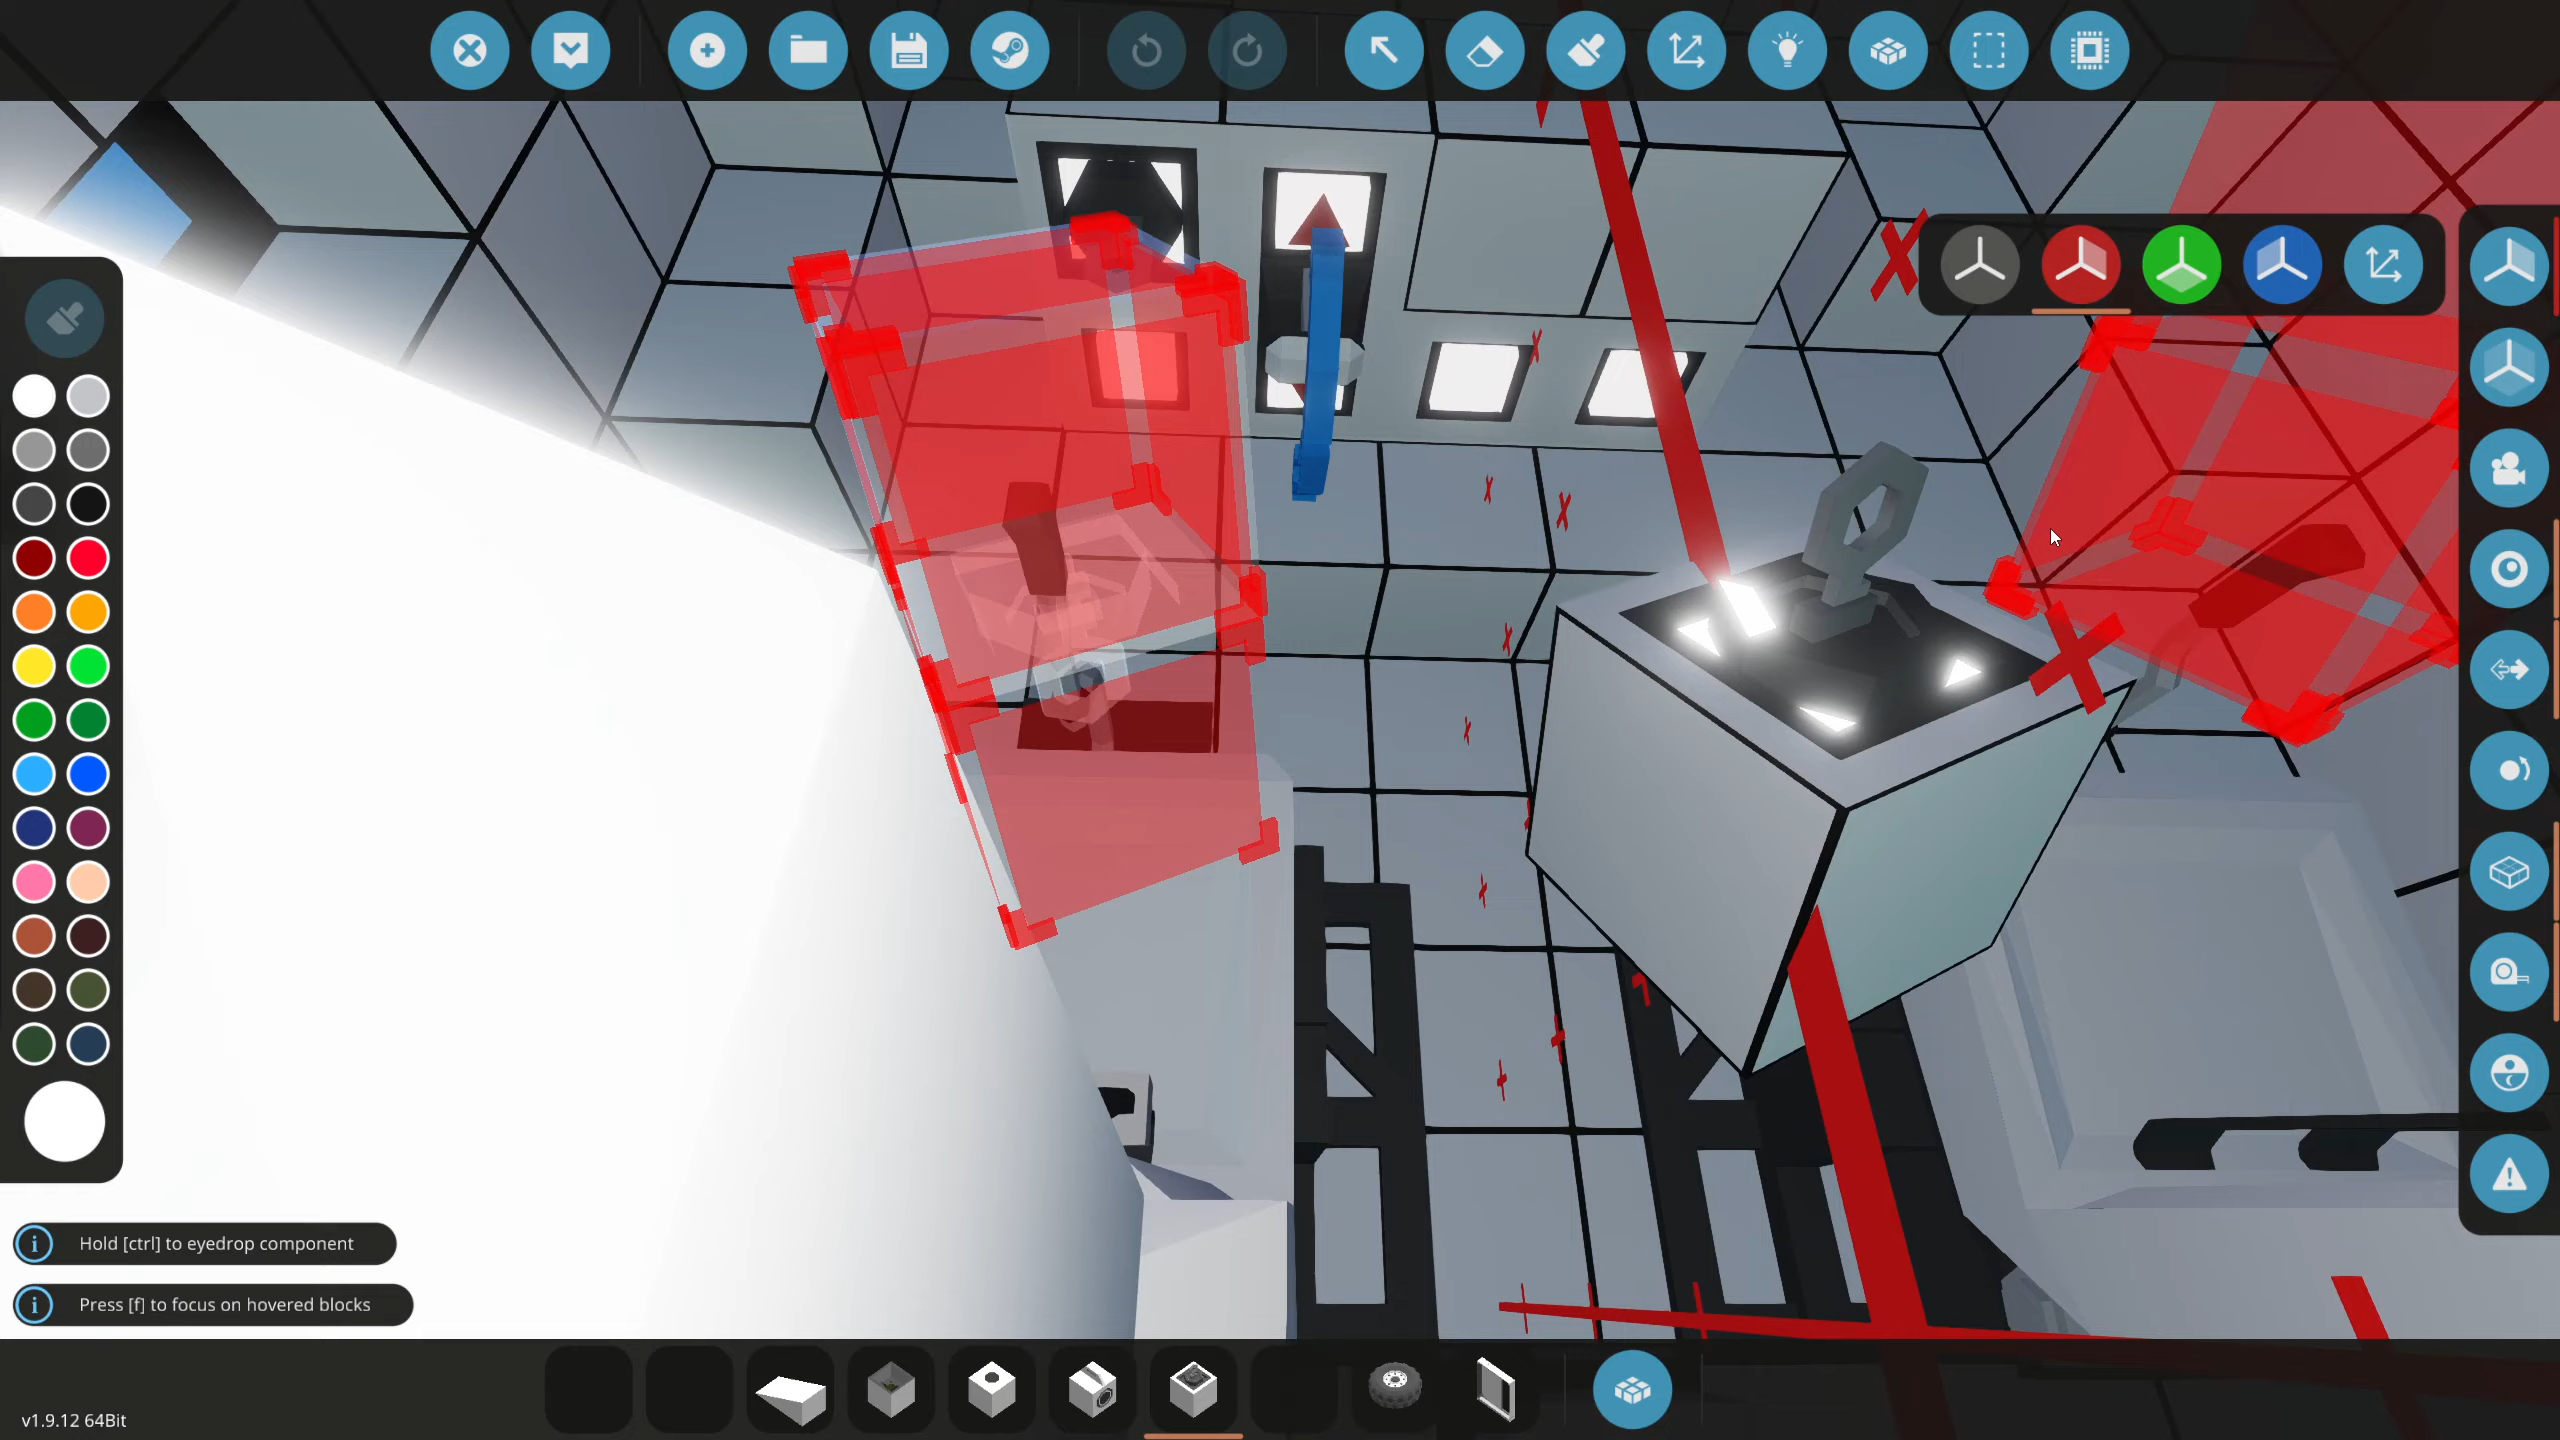 Hold [ctrl] to eyedrop component
Press [f] to focus on hovered blocks
v1.9.12 64Bit